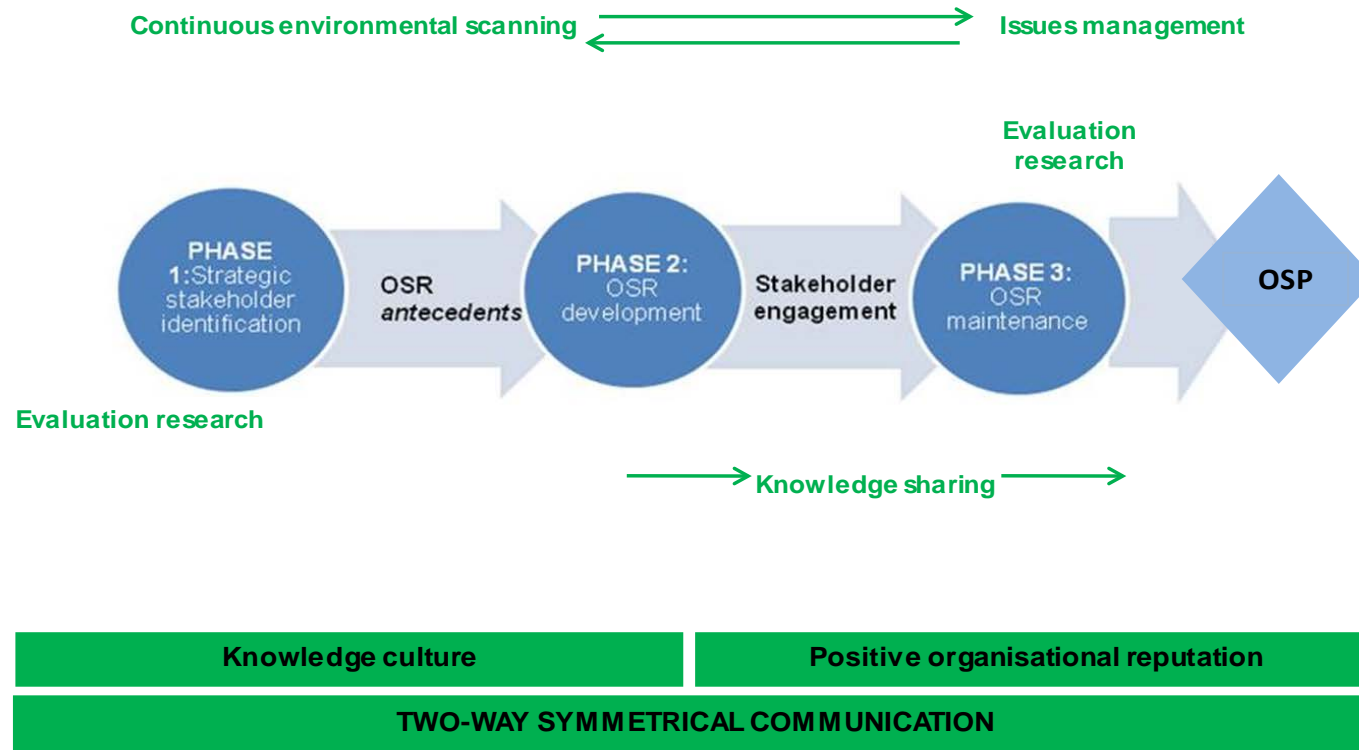 Continuous environmental scanning
Issues management
Evaluation
research
PHASE
1:Strategic
stakeholder
identification
OSR
antecedents
PHASE 2:
OSR
development
Stakeholder
engagement
PHASE 3:
OSR
maintenance
OSP
Evaluation research
Knowledge sharing
Knowledge culture
Positive organisational reputation
TWO-WAY SYMMETRICAL COMMUNICATION